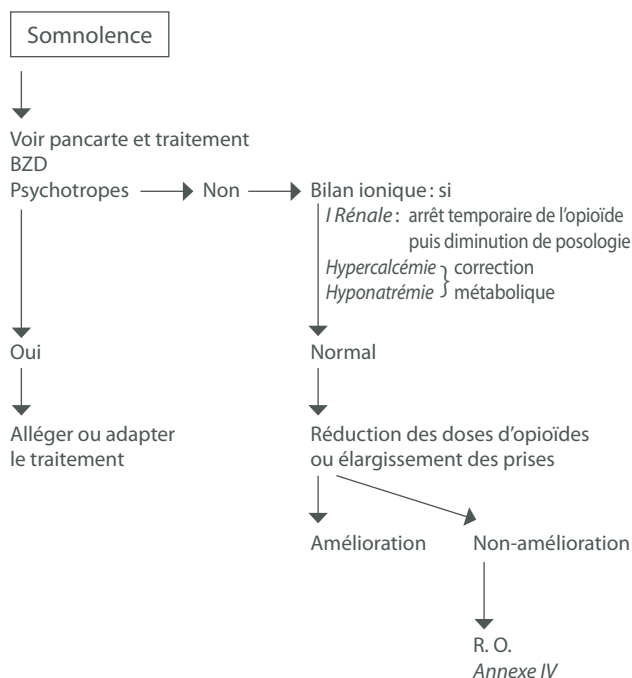 Somnolence
Voir pancarte et traitement
BZD
Psychotropes
Non
Bilan ionique : si
I Rénale : arrêt temporaire de l'opioïde
puis diminution de posologie
Hypercalcémie } correction
Hyponatrémie } métabolique
Oui
Normal
Alléger ou adapter
le traitement
Réduction des doses d'opioïdes
ou élargissement des prises
Amélioration
Non-amélioration
R. O.
Annexe IV